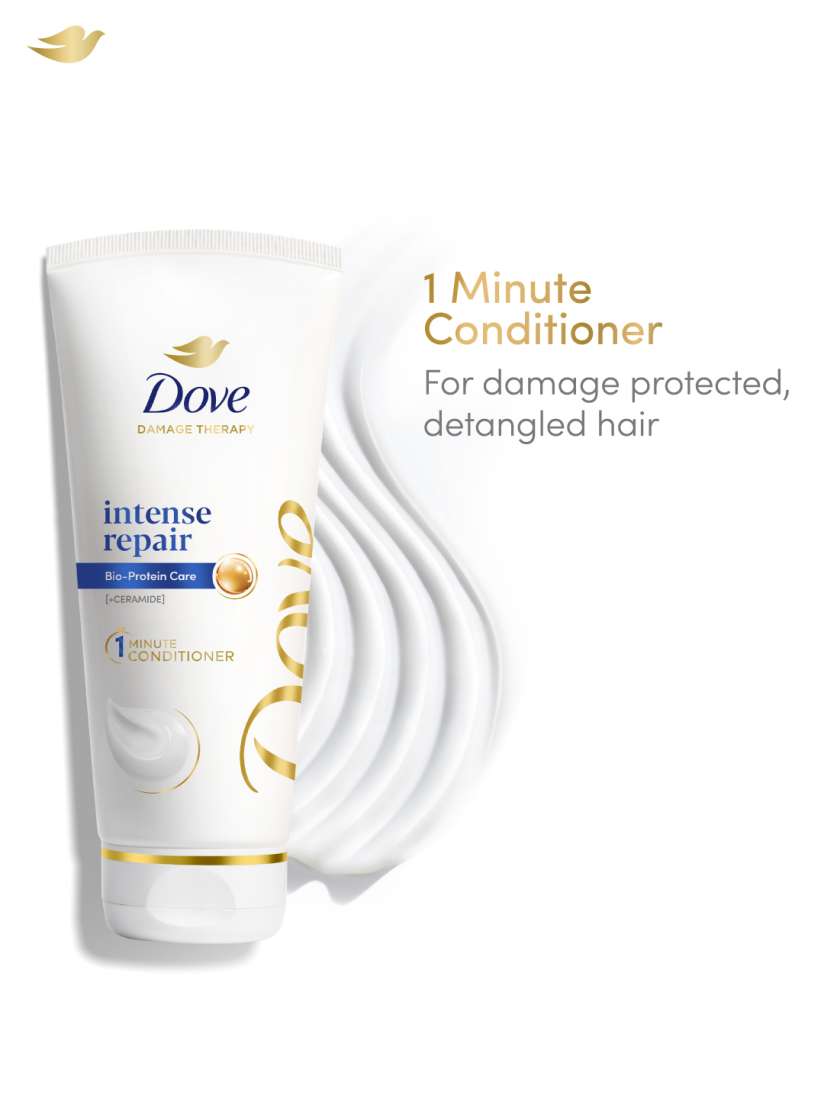 Dove
DAMAGE THERAPY
intense
repair
Bio-Protein Care
[+CERAMIDE]
1 MINUTE
CONDITIONER
Dove
1 Minute
Conditioner
For damage protected,
detangled hair